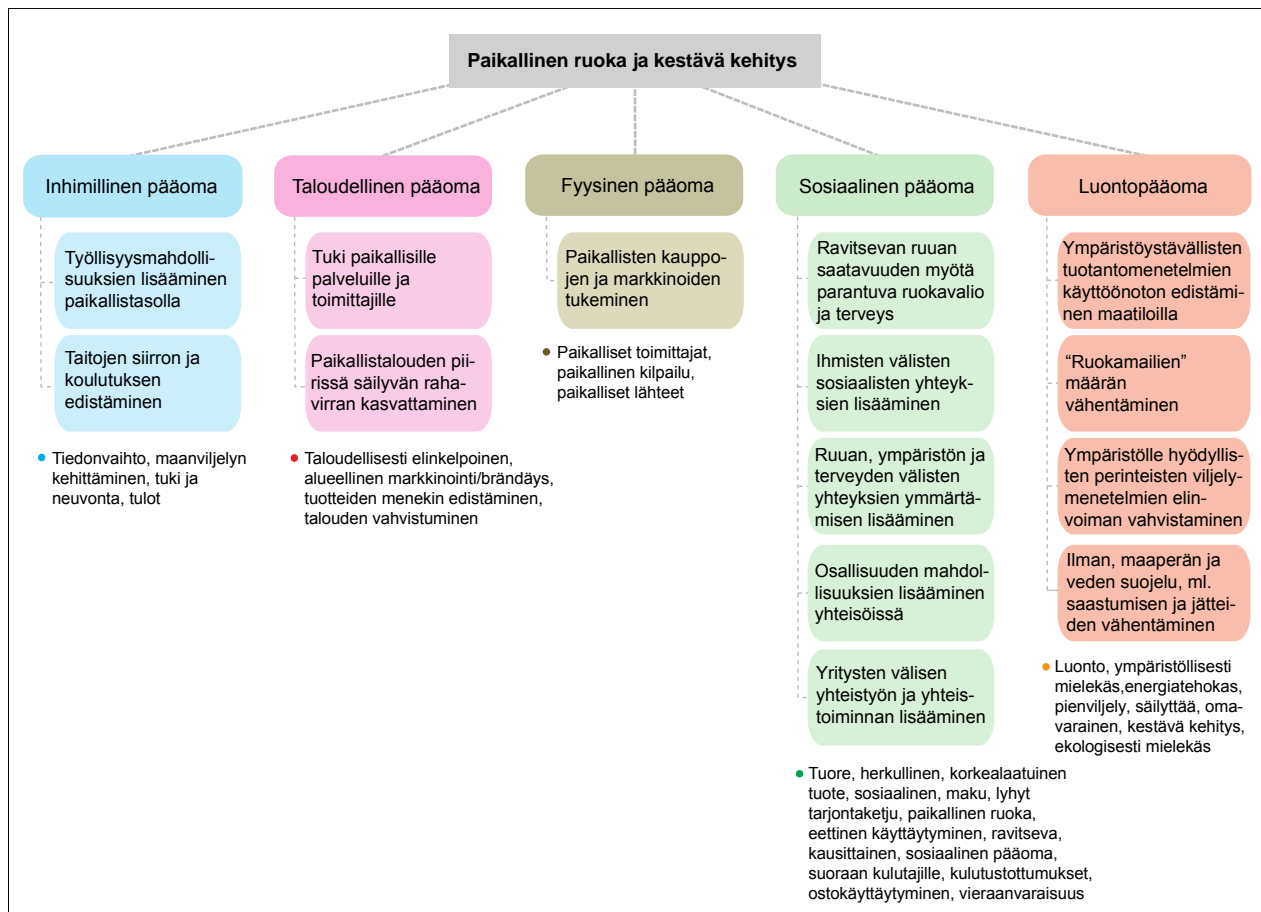 Paikallinen ruoka ja kestävä kehitys
Inhimillinen pääoma
Työllisyysmahdolli-
suuksien lisääminen
paikallistasolla
Taitojen siirron ja
koulutuksen
edistäminen
Tiedonvaihto, maanviljelyn
kehittäminen, tuki ja
neuvonta, tulot
Taloudellinen pääoma
Tuki paikallisille
palveluille ja
toimittajille
Paikallistalouden pii-
rissä säilyvän raha-
virran kasvattaminen
Taloudellisesti elinkelpoinen,
alueellinen markkinointi/brändäys,
tuotteiden menekin edistäminen,
talouden vahvistuminen
Fyysinen pääoma
Paikallisten kauppo-
jen ja markkinoiden
tukeminen
Paikalliset toimittajat,
paikallinen kilpailu,
paikalliset lähteet
Sosiaalinen pääoma
Ravitsevan ruuan
saatavuuden myötä
parantuva ruokavalio
ja terveys
Ihmisten välisten
sosiaalisten yhteyk-
sien lisääminen
Ruuan, ympäristön ja
terveyden välisten
yhteyksien ymmärtä-
misen lisääminen
Osallisuuden mahdol-
lisuuksien lisääminen
yhteisöissä
Yritysten välisen
yhteistyön ja yhteis-
toiminnan lisääminen
Tuore, herkullinen, korkealaatuinen
tuote, sosiaalinen, maku, lyhyt
tarjontaketju, paikallinen ruoka,
eettinen käyttäytyminen, ravitseva,
kausittainen, sosiaalinen pääoma,
suoraan kulutajille, kulutustottumukset,
ostokäyttäytyminen, vieraanvaraisuus
Luontopääoma
Ympäristöystävällisten
tuotantomenetelmien
käyttöönoton edistämi-
nen maatiloilla
“Ruokamailien”
määrän
vähentäminen
Ympäristölle hyödyllis-
ten perinteisten viljely-
menetelmien elin-
voiman vahvistaminen
Ilman, maaperän ja
veden suojelu, ml.
saastumisen ja jättei-
den vähentäminen
Luonto, ympäristöllisesti
mielekäs,energiatehokas,
pienviljely, säilyttää, oma-
varainen, kestävä kehitys,
ekologisesti mielekäs